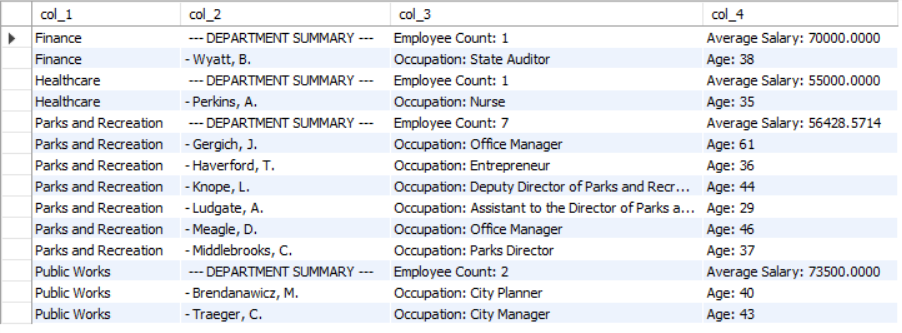 col_1 col_2 col_3 col_4
Finance --- DEPARTMENT SUMMARY --- Employee Count: 1 Average Salary: 70000.0000
Finance - Wyatt, B. Occupation: State Auditor Age: 38
Healthcare --- DEPARTMENT SUMMARY --- Employee Count: 1 Average Salary: 55000.0000
Healthcare - Perkins, A. Occupation: Nurse Age: 35
Parks and Recreation --- DEPARTMENT SUMMARY --- Employee Count: 7 Average Salary: 56428.5714
Parks and Recreation - Gergich, J. Occupation: Office Manager Age: 61
Parks and Recreation - Haverford, T. Occupation: Entrepreneur Age: 36
Parks and Recreation - Knope, L. Occupation: Deputy Director of Parks and Recr... Age: 44
Parks and Recreation - Ludgate, A. Occupation: Assistant to the Director of Parks a... Age: 29
Parks and Recreation - Meagle, D. Occupation: Office Manager Age: 46
Parks and Recreation - Middlebrooks, C. Occupation: Parks Director Age: 37
Public Works --- DEPARTMENT SUMMARY --- Employee Count: 2 Average Salary: 73500.0000
Public Works - Brendanawicz, M. Occupation: City Planner Age: 40
Public Works - Traeger, C. Occupation: City Manager Age: 43